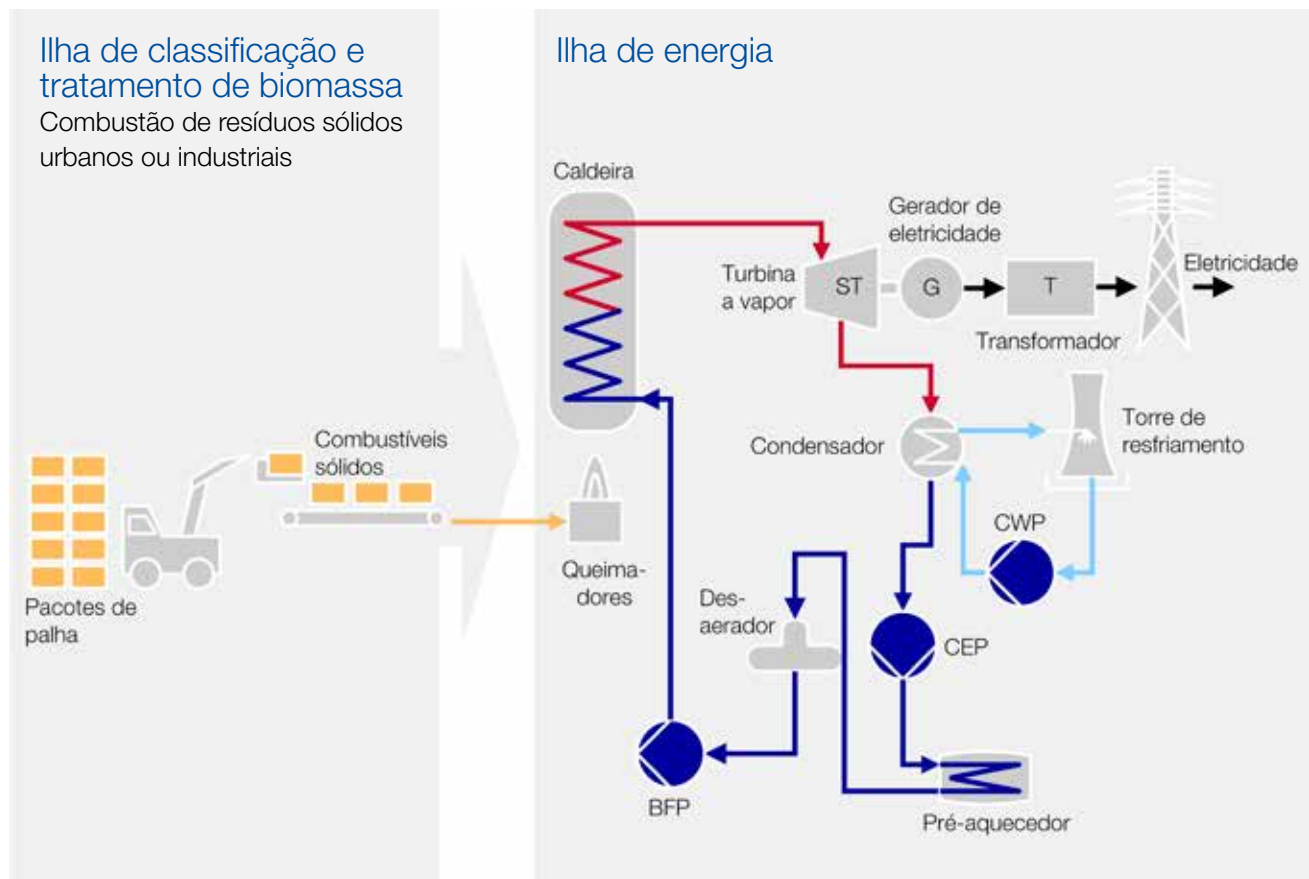 Ilha de classificação e
tratamento de biomassa
Combustão de resíduos sólidos
urbanos ou industriais
Ilha de energia
Caldeira
Gerador de
eletricidade
Turbina
a vapor
ST
G
T
Eletricidade
Transformador
Combustíveis
sólidos
Condensador
Torre de
resfriamento
CWP
Pacotes de
palha
Queima-
dores
Des-
aerador
CEP
BFP
Pré-aquecedor